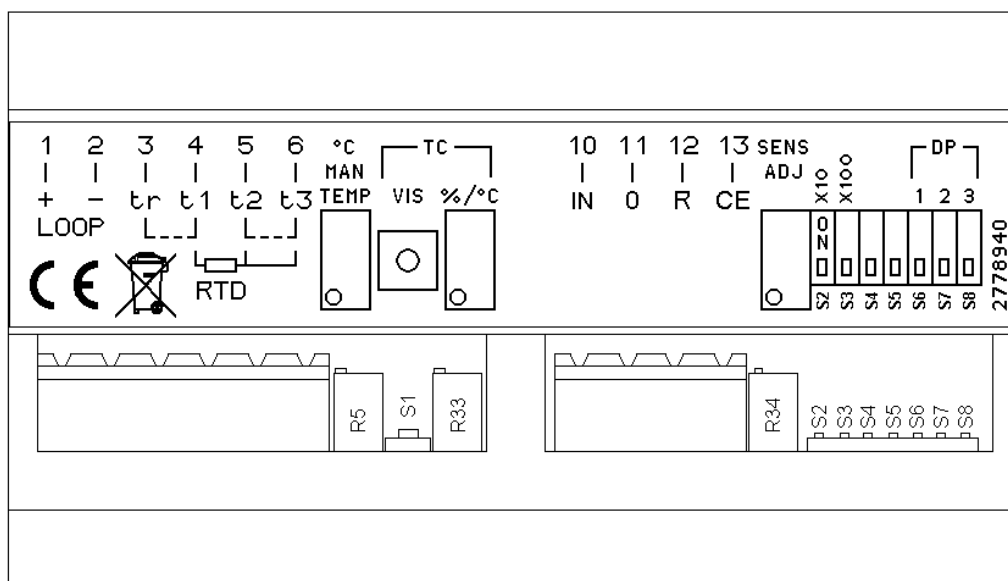 1 2 3 4 5 6 °C TC 10 11 12 13 SENS DP
MAN ADJ X10 X100
+ - tr t1 t2 t3 TEMP VIS %/°C IN 0 R CE 1 2 3
LOOP
ON
CE RTD
S2 S3 S4 S5 S6 S7 S8
2778940
R5 S1 R33 R34 S2 S3 S4 S5 S6 S7 S8